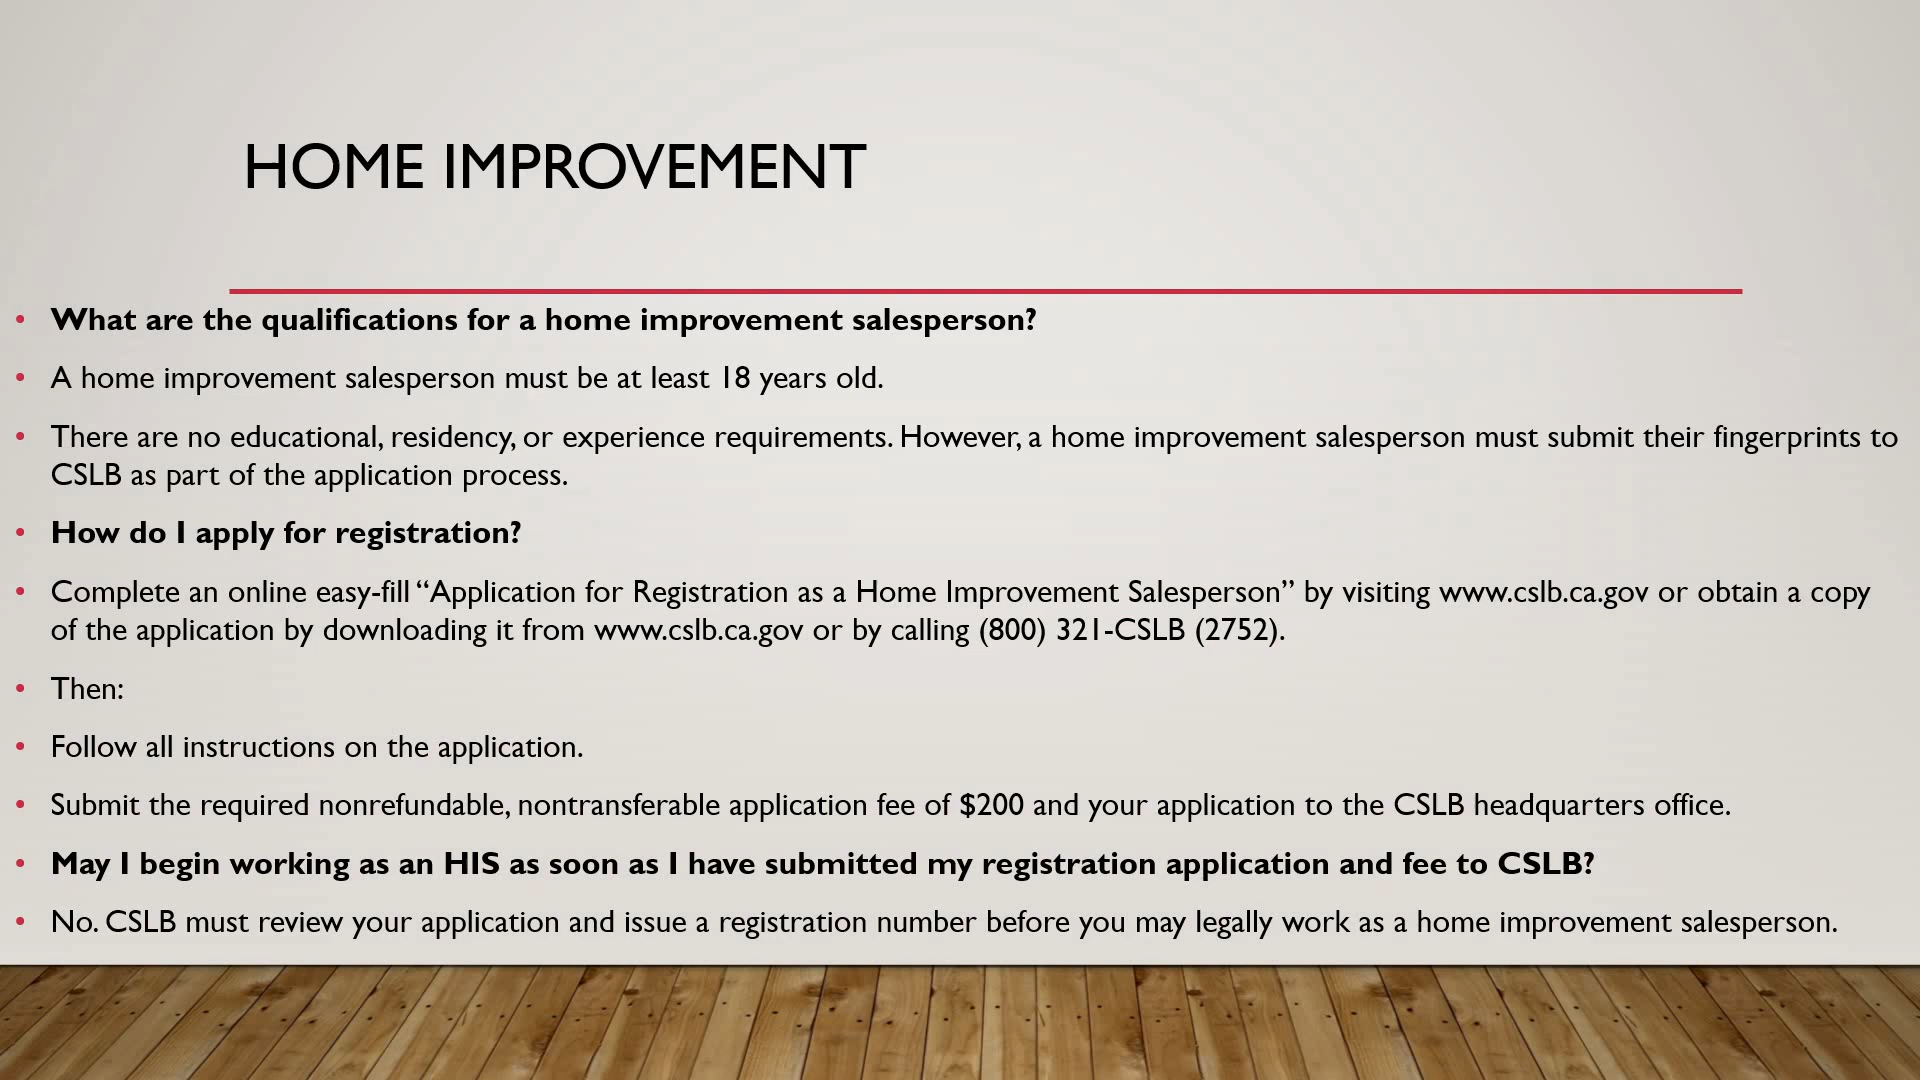 HOME IMPROVEMENT
• What are the qualifications for a home improvement salesperson?
• A home improvement salesperson must be at least 18 years old.
• There are no educational, residency, or experience requirements. However, a home improvement salesperson must submit their fingerprints to
CSLB as part of the application process.
• How do I apply for registration?
• Complete an online easy-fill “Application for Registration as a Home Improvement Salesperson” by visiting www.cslb.ca.gov or obtain a copy
of the application by downloading it from www.cslb.ca.gov or by calling (800) 321-CSLB (2752).
• Then:
• Follow all instructions on the application.
• Submit the required nonrefundable, nontransferable application fee of $200 and your application to the CSLB headquarters office.
• May I begin working as an HIS as soon as I have submitted my registration application and fee to CSLB?
• No. CSLB must review your application and issue a registration number before you may legally work as a home improvement salesperson.